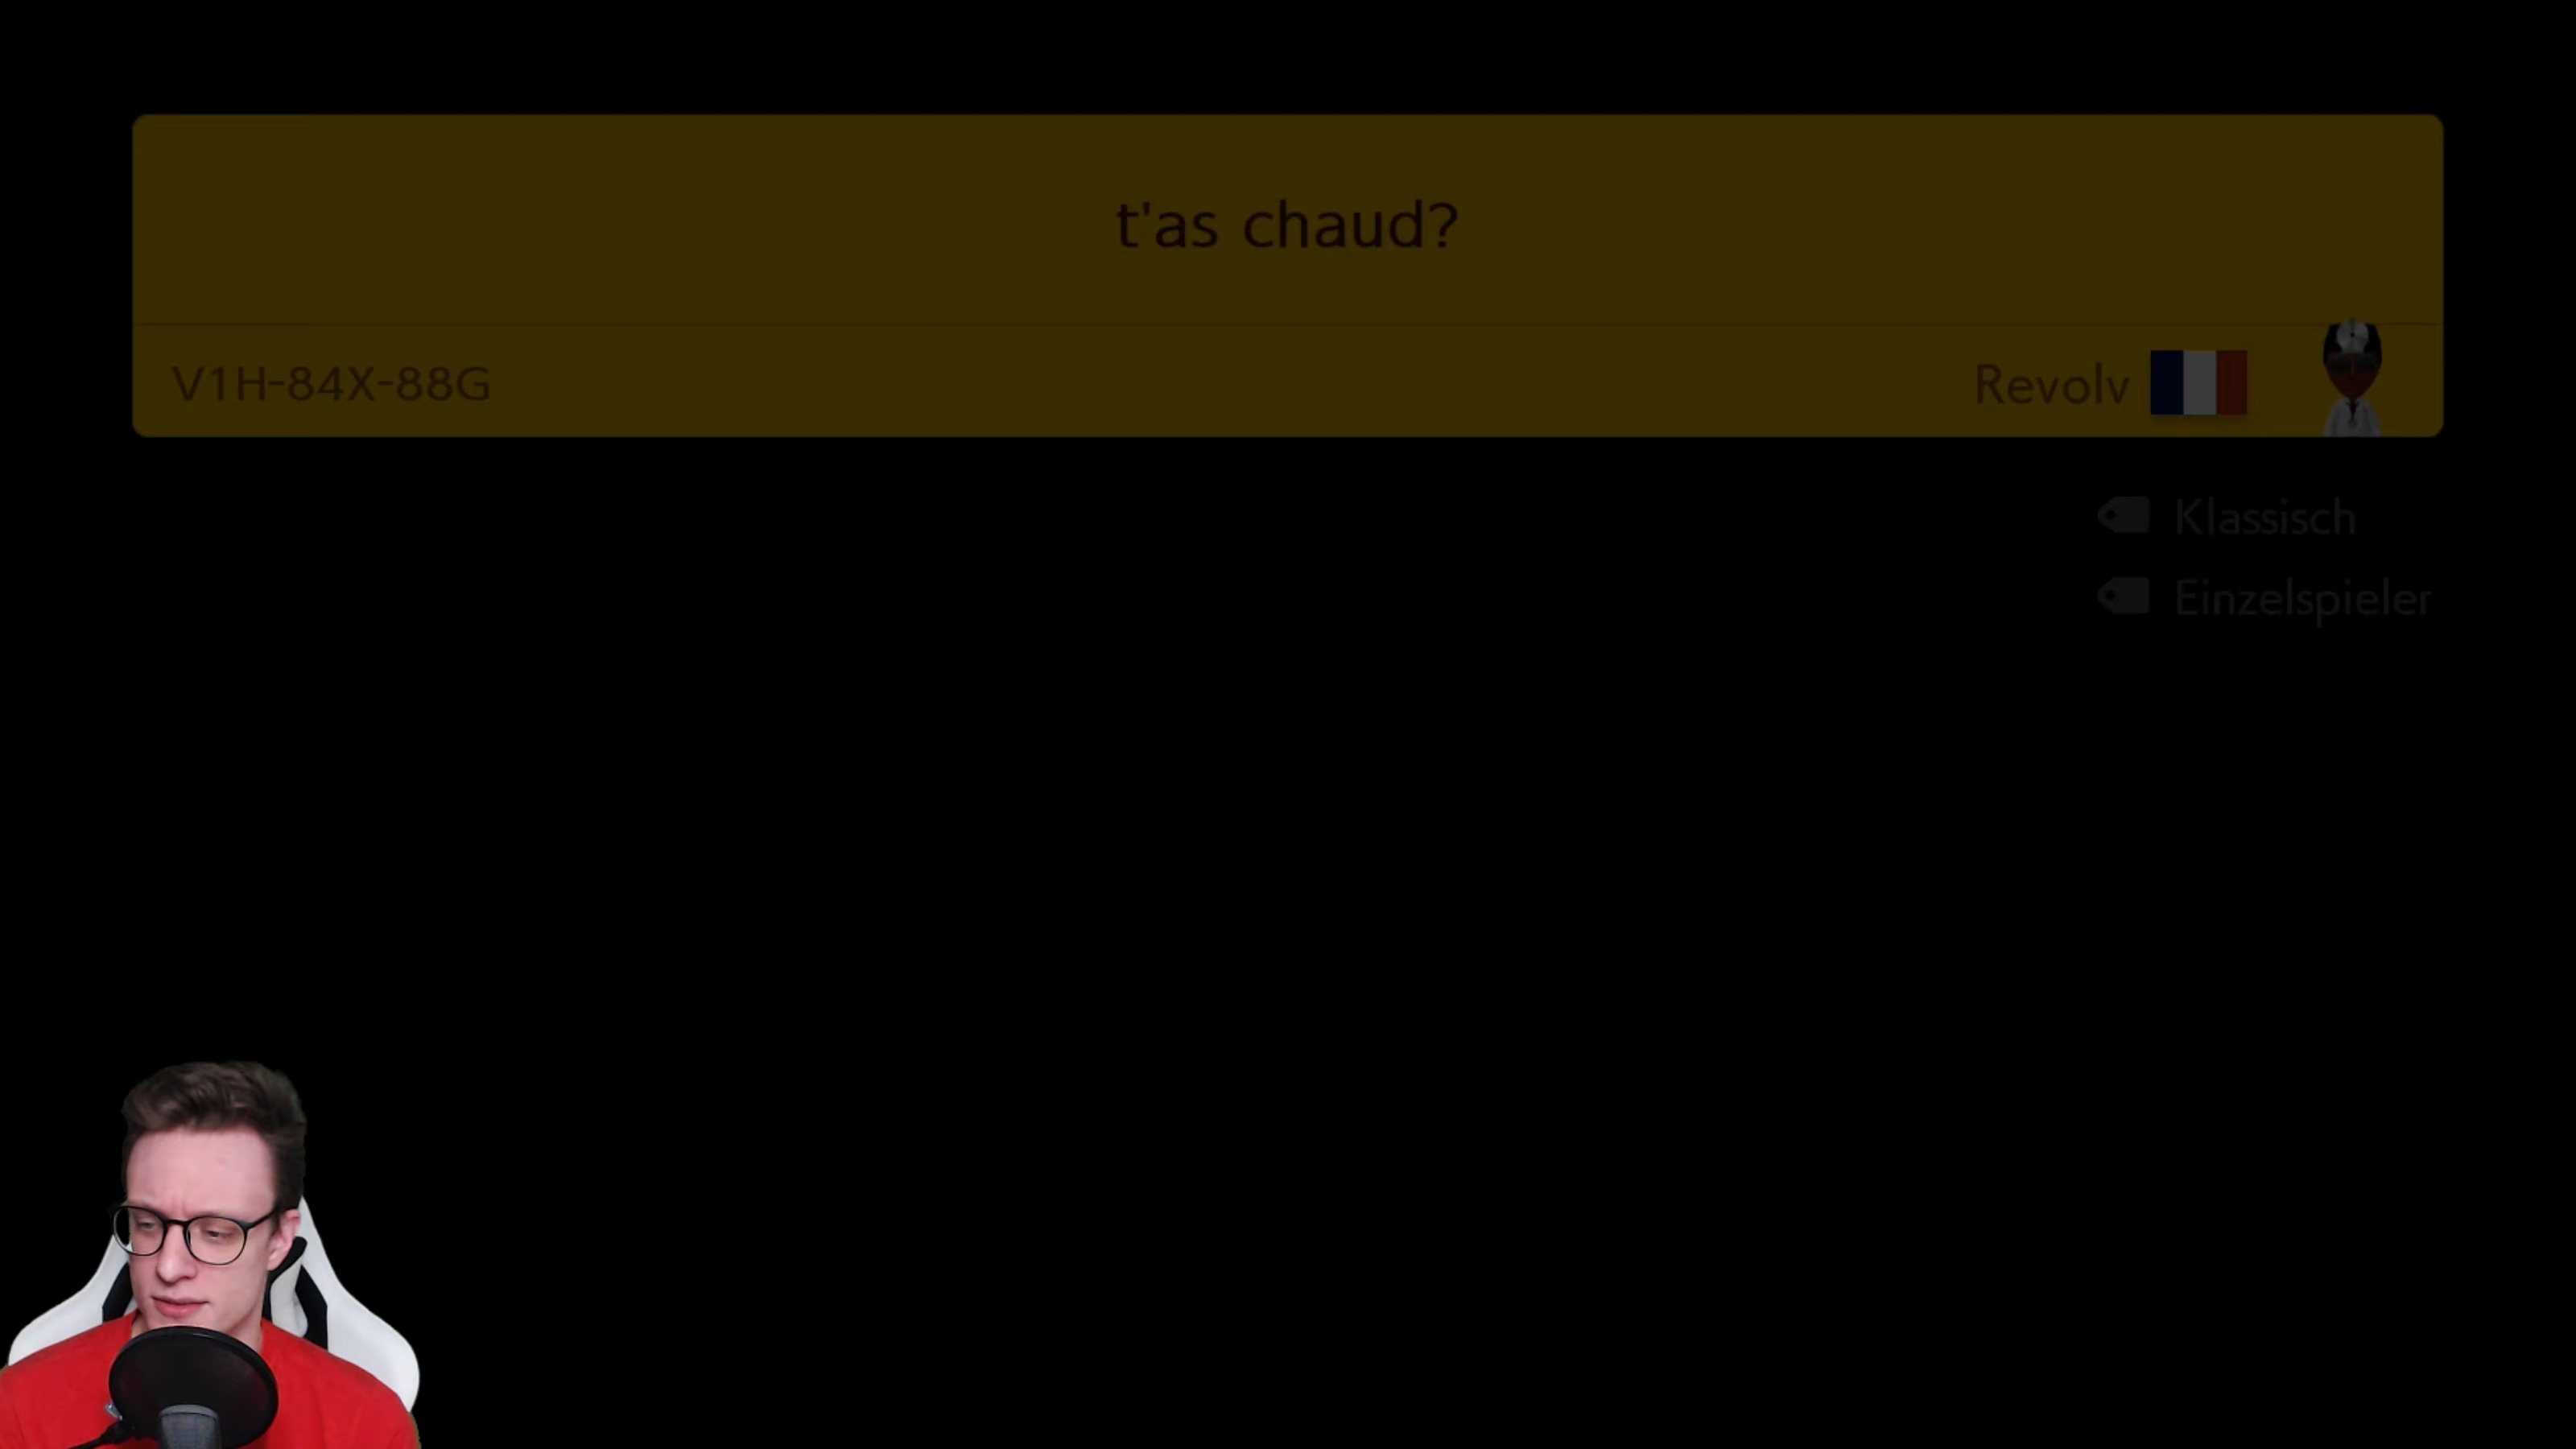 t'as chaud?
V1H-84X-88G
Revolv
Klassisch
Einzelspieler